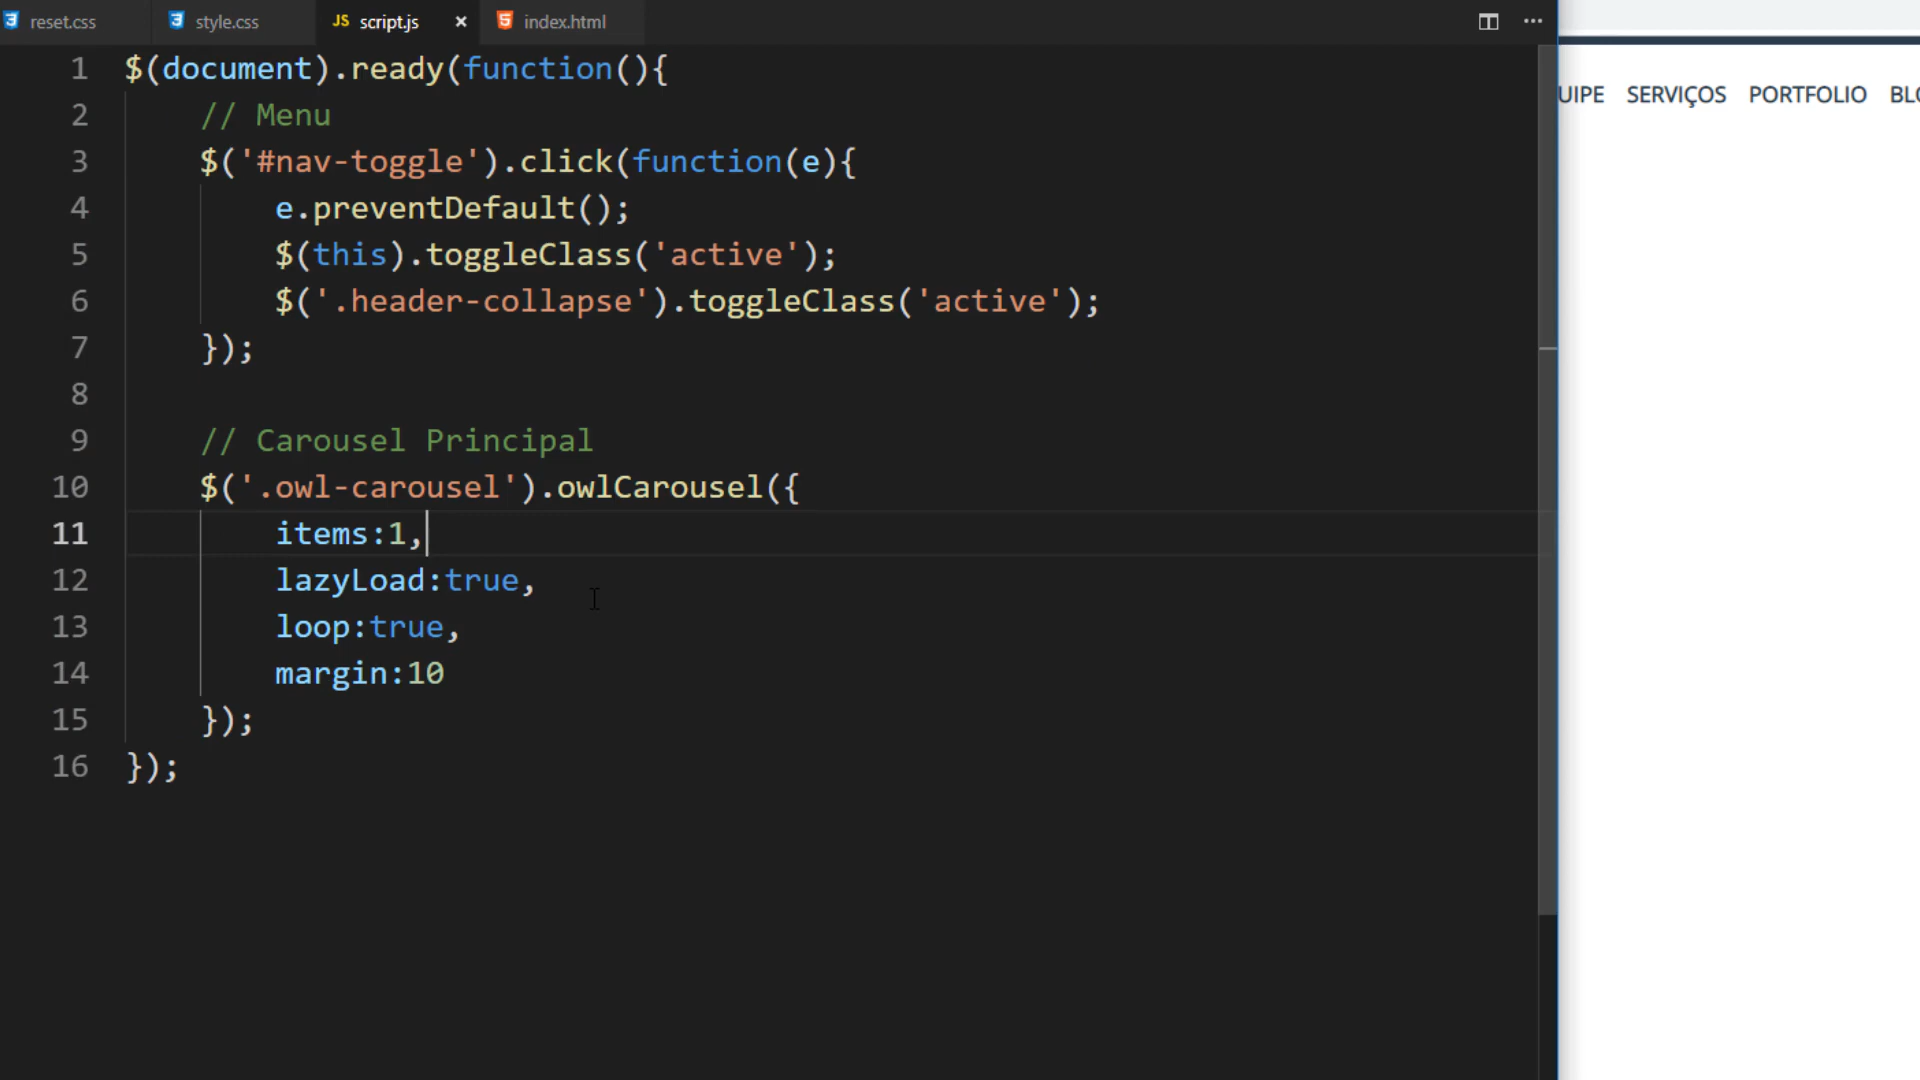 reset.css
style.css
JS script.js ×
index.html
UIPE SERVIÇOS PORTFOLIO BLO
1 $(document).ready(function(){
2 // Menu
3 $('#nav-toggle').click(function(e){
4 e.preventDefault();
5 $(this).toggleClass('active');
6 $('.header-collapse').toggleClass('active');
7 });
8
9 // Carousel Principal
10 $('.owl-carousel').owlCarousel({
11 items:1,
12 lazyLoad:true,
13 loop:true,
14 margin:10
15 });
16 });